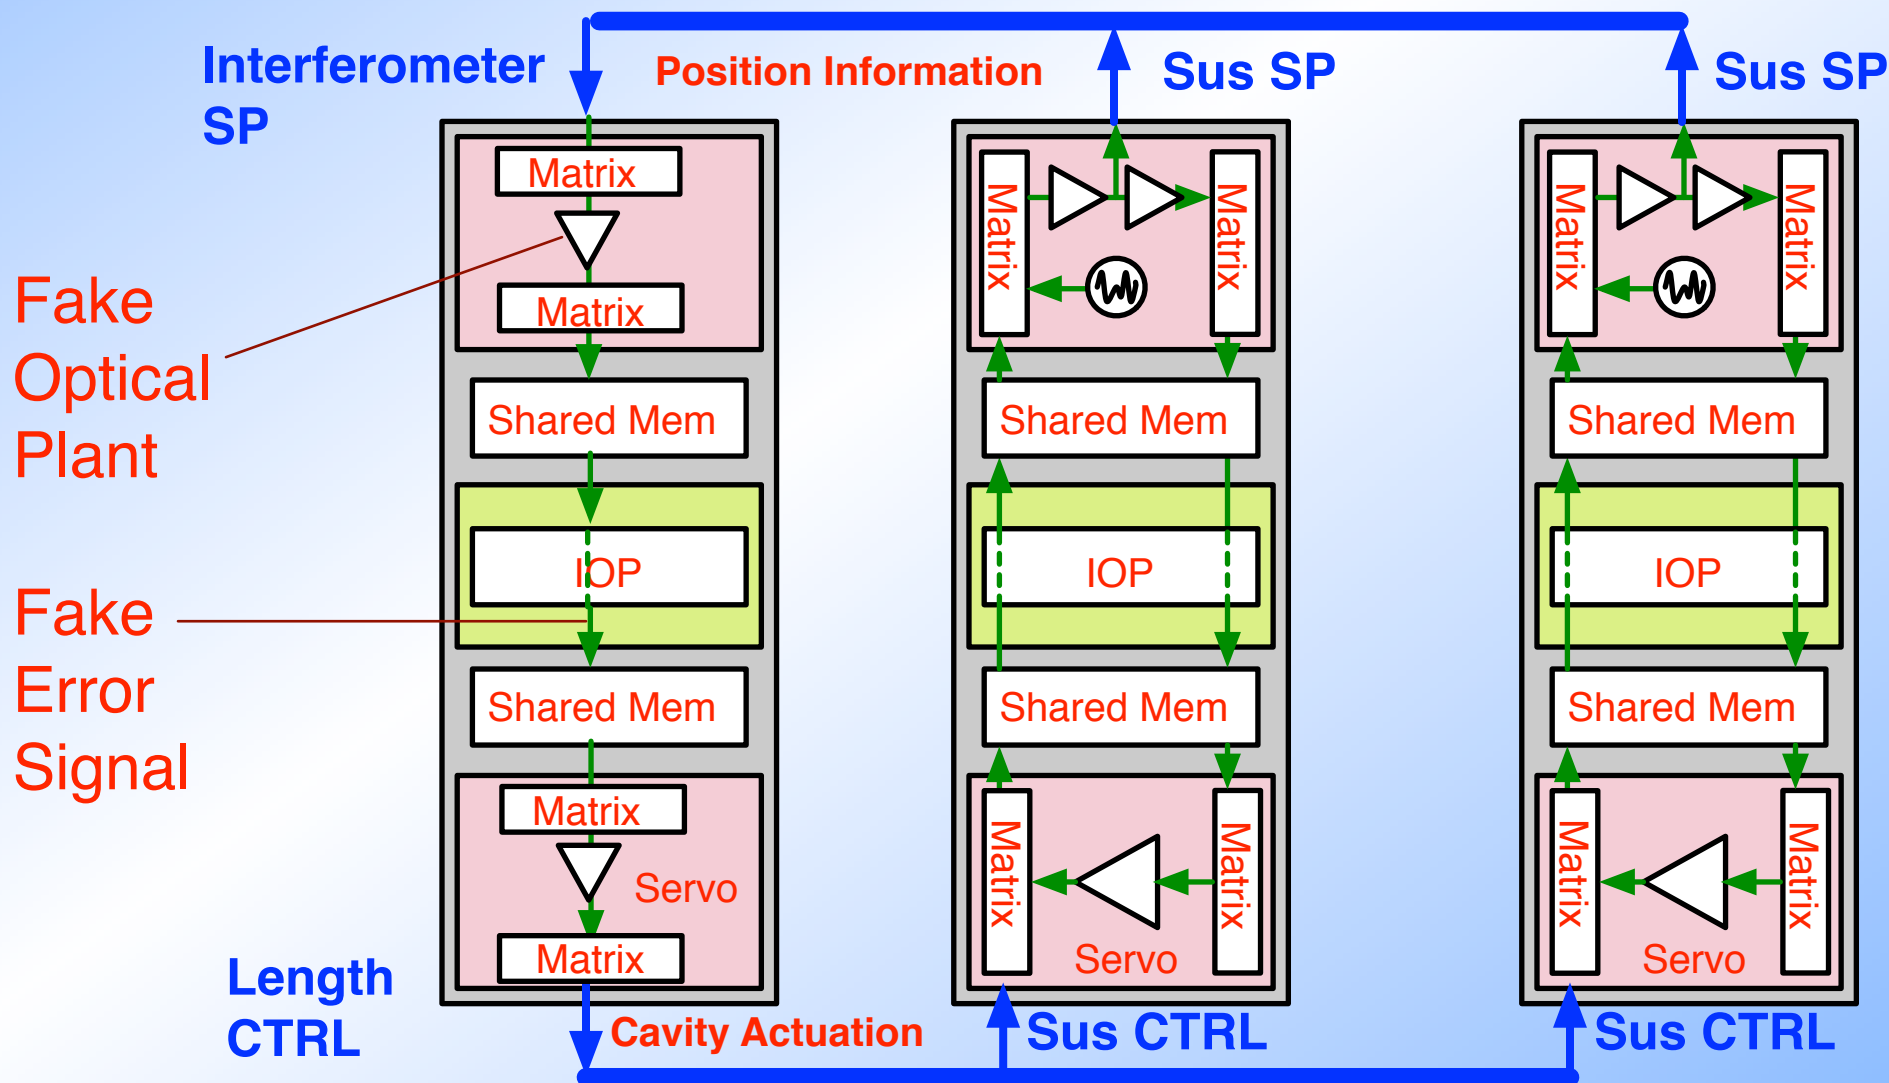 Interferometer
SP
Position Information
Sus SP
Sus SP
Matrix
Matrix
Matrix
Matrix
Matrix
Matrix
Fake
Optical
Plant
Shared Mem
Shared Mem
Shared Mem
IOP
IOP
IOP
Fake
Error
Signal
Shared Mem
Shared Mem
Shared Mem
Matrix
Servo
Matrix
Matrix
Matrix
Servo
Matrix
Matrix
Servo
Length
CTRL
Cavity Actuation
Sus CTRL
Sus CTRL